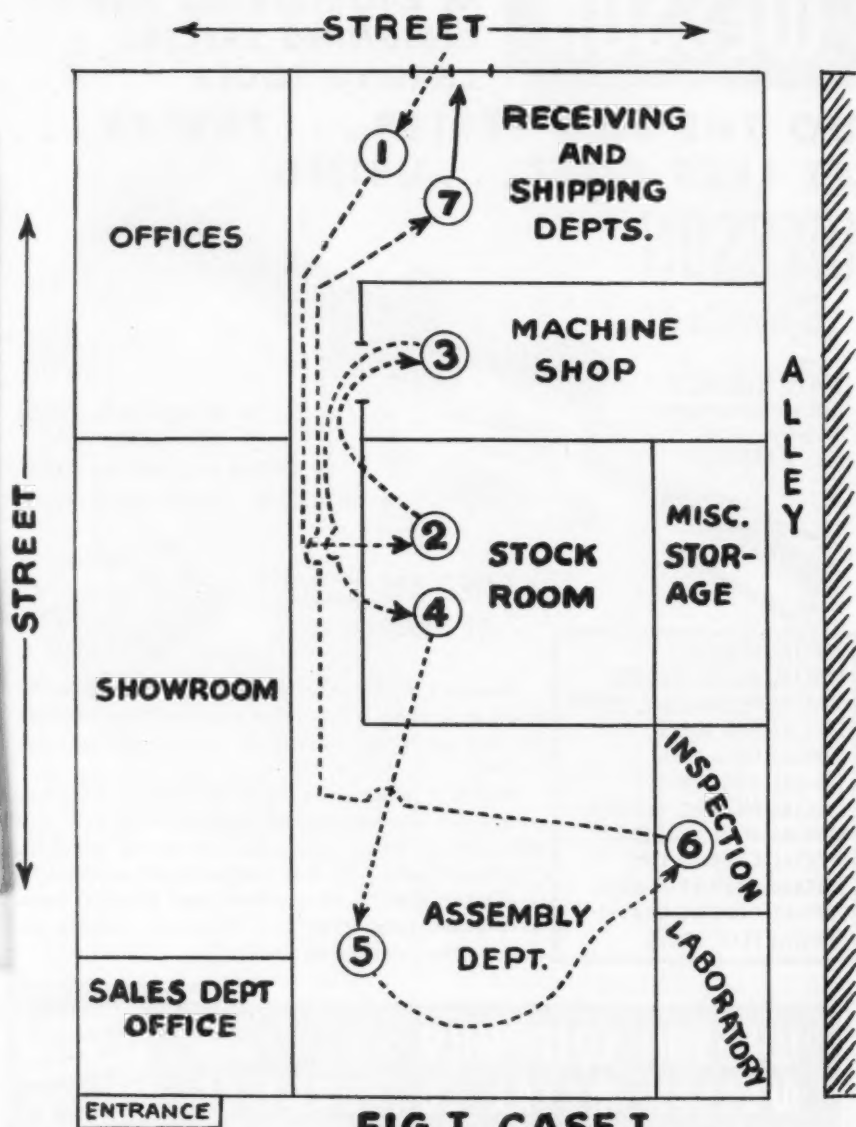 STREET
1
RECEIVING
AND
SHIPPING
DEPTS.
7
OFFICES
3
MACHINE
SHOP
ALLEY
STREET
2
STOCK
ROOM
4
MISC.
STOR-
AGE
SHOWROOM
INSPECTION
6
ASSEMBLY
DEPT.
5
LABORATORY
SALES DEPT
OFFICE
ENTRANCE
FIG I. CASE I